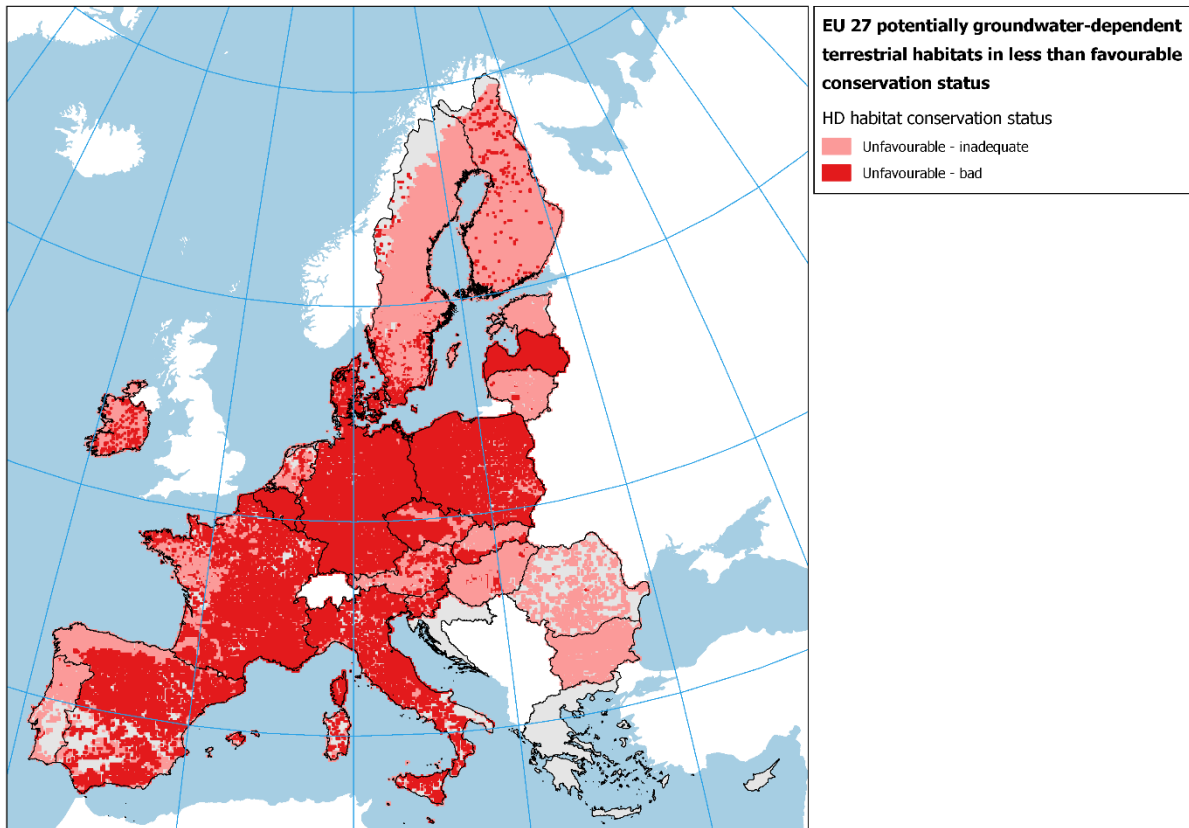 EU 27 potentially groundwater-dependent
terrestrial habitats in less than favourable
conservation status
HD habitat conservation status
Unfavourable - inadequate
Unfavourable - bad